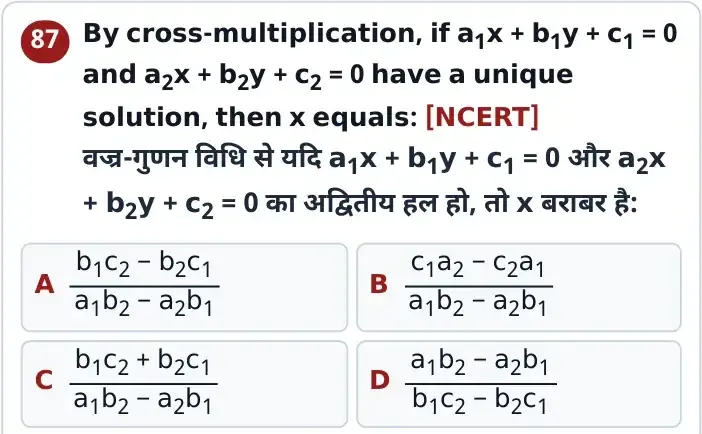 87 By cross-multiplication, if a₁x + b₁y + c₁ = 0
and a₂x + b₂y + c₂ = 0 have a unique
solution, then x equals: [NCERT]
वज्र-गुणन विधि से यदि a₁x + b₁y + c₁ = 0 और a₂x
+ b₂y + c₂ = 0 का अद्वितीय हल हो, तो x बराबर है:
A
b₁c₂ − b₂c₁
a₁b₂ − a₂b₁
B
c₁a₂ − c₂a₁
a₁b₂ − a₂b₁
C
b₁c₂ + b₂c₁
a₁b₂ − a₂b₁
D
a₁b₂ − a₂b₁
b₁c₂ − b₂c₁